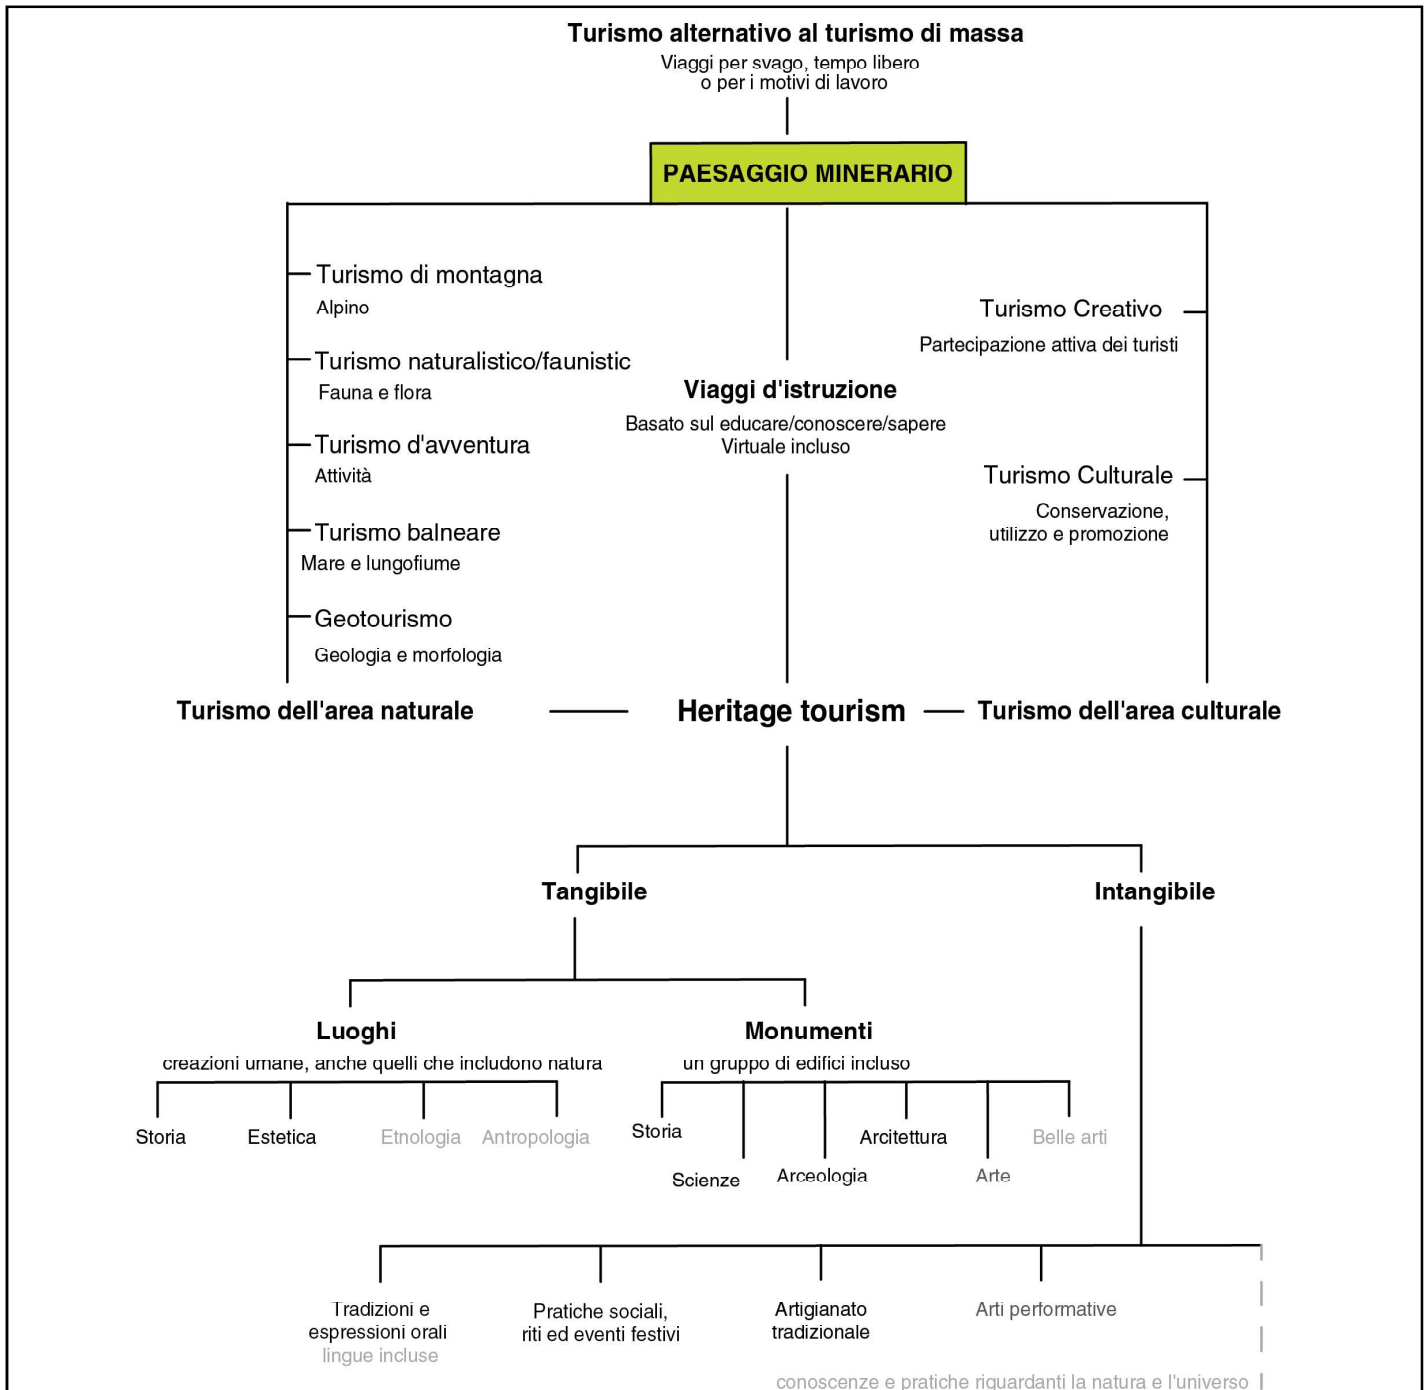 Turismo alternativo al turismo di massa
Viaggi per svago, tempo libero
o per i motivi di lavoro
PAESAGGIO MINERARIO
Turismo di montagna
Alpino
Turismo naturalistico/faunistic
Fauna e flora
Turismo d'avventura
Attività
Turismo balneare
Mare e lungofiume
Geotourismo
Geologia e morfologia
Viaggi d'istruzione
Basato sul educare/conoscere/sapere
Virtuale incluso
Turismo Creativo
Partecipazione attiva dei turisti
Turismo Culturale
Conservazione,
utilizzo e promozione
Turismo dell'area naturale
Heritage tourism
Turismo dell'area culturale
Tangibile
Intangibile
Luoghi
creazioni umane, anche quelli che includono natura
Storia
Estetica
Etnologia
Antropologia
Monumenti
un gruppo di edifici incluso
Storia
Scienze
Arceologia
Arcitettura
Arte
Belle arti
Tradizioni e
espressioni orali
lingue incluse
Pratiche sociali,
riti ed eventi festivi
Artigianato
tradizionale
Arti performative
conoscenze e pratiche riguardanti la natura e l'universo